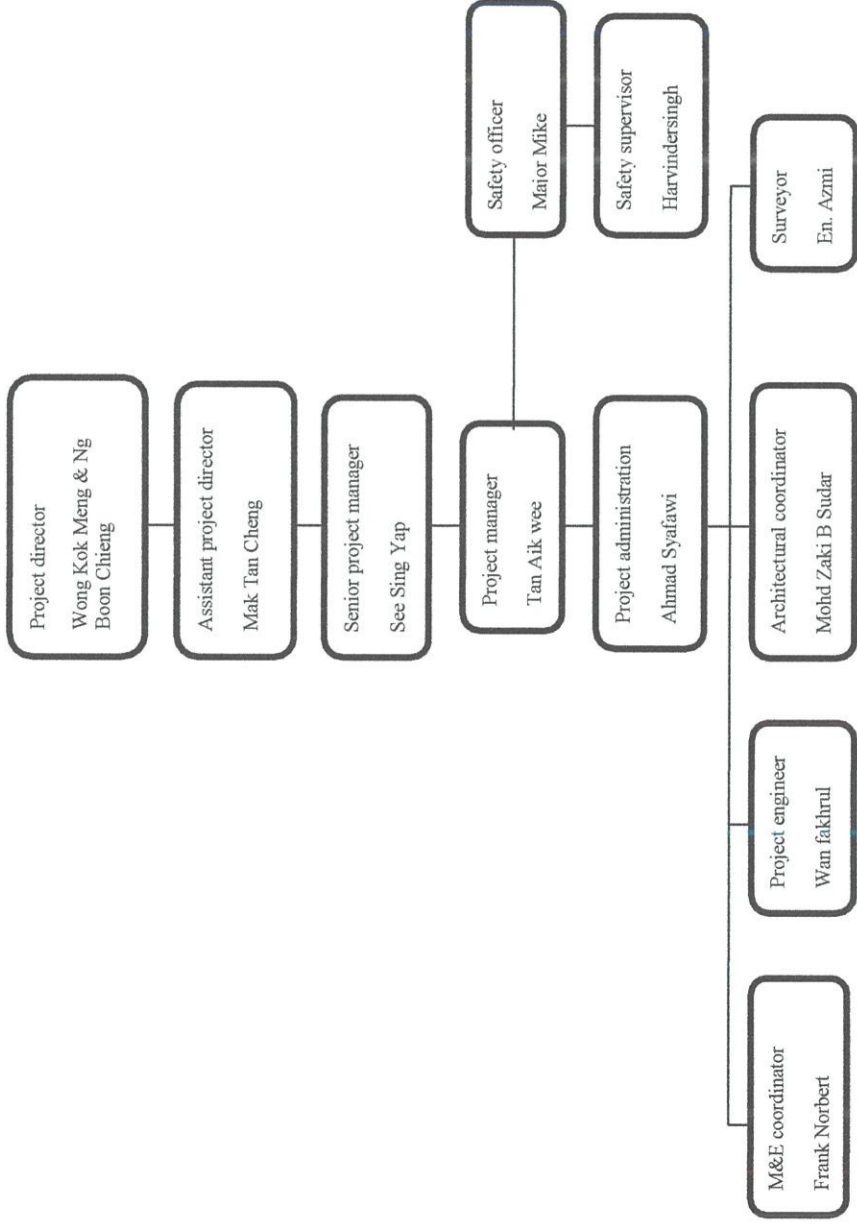 Project director
Wong Kok Meng & Ng
Boon Chieng
Assistant project director
Mak Tan Cheng
Senior project manager
See Sing Yap
Project manager
Tan Aik wee
Safety officer
Major Mike
Project administration
Ahmad Syafawi
Safety supervisor
Harvindersingh
M&E coordinator
Frank Norbert
Project engineer
Wan fakhrul
Architectural coordinator
Mohd Zaki B Sudar
Surveyor
En. Azmi